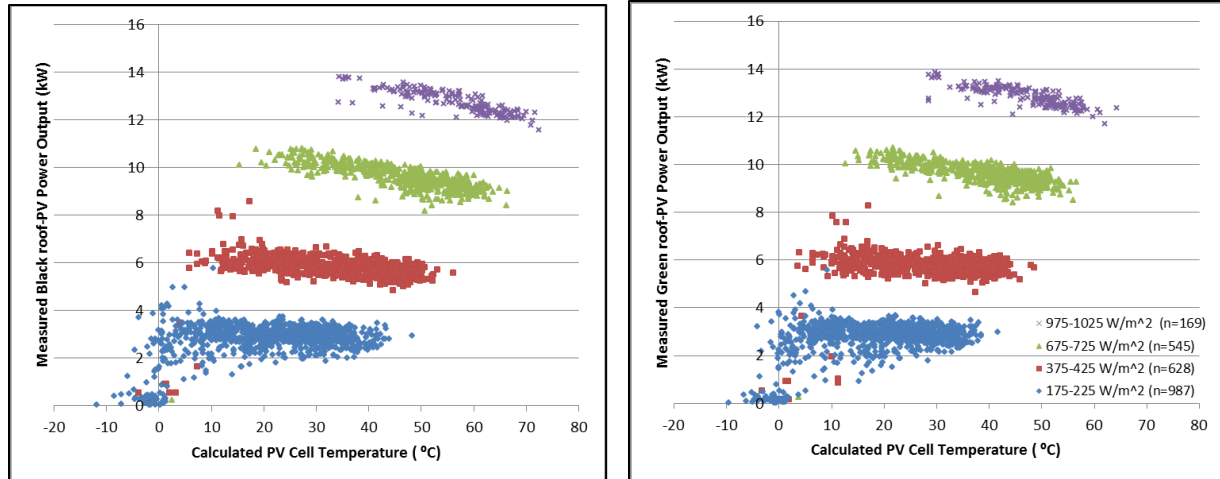 Measured Black roof-PV Power Output (kW)
16
14
12
10
8
6
4
2
0
-20 -10 0 10 20 30 40 50 60 70 80
Calculated PV Cell Temperature ( ⁰C)
Measured Green roof-PV Power Output (kW)
16
14
12
10
8
6
4
2
0
-20 -10 0 10 20 30 40 50 60 70 80
Calculated PV Cell Temperature ( ⁰C)
975-1025 W/m^2 (n=169)
675-725 W/m^2 (n=545)
375-425 W/m^2 (n=628)
175-225 W/m^2 (n=987)